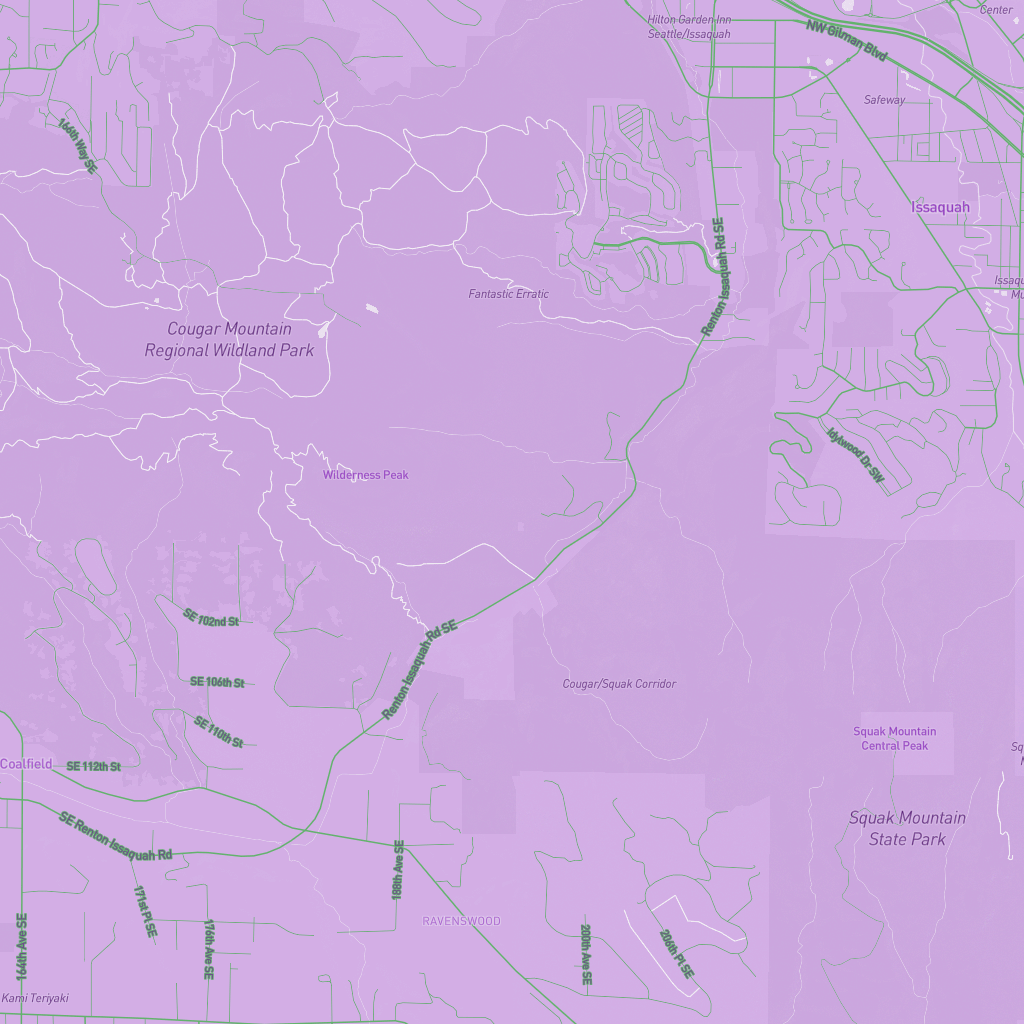 Center
Hilton Garden Inn
Seattle/Issaquah
NW Gilman Blvd
Safeway
166th Way SE
Issaquah
Renton Issaquah Rd SE
Fantastic Erratic
Cougar Mountain
Regional Wildland Park
Idylwood Dr SW
Wilderness Peak
SE 102nd St
Renton Issaquah Rd SE
SE 106th St
Cougar/Squak Corridor
SE 110th St
Squak Mountain
Central Peak
Coalfield
SE 112th St
Squak Mountain
State Park
SE Renton Issaquah Rd
188th Ave SE
171st Pl SE
RAVENSWOOD
164th Ave SE
176th Ave SE
200th Ave SE
206th Pl SE
Kami Teriyaki